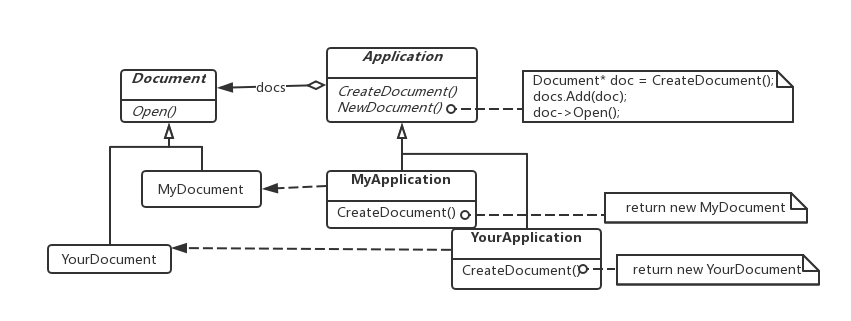 Application
Document
CreateDocument()
NewDocument()
docs
Open()
Document* doc = CreateDocument();
docs.Add(doc);
doc->Open();
MyDocument
MyApplication
CreateDocument()
return new MyDocument
YourApplication
YourDocument
CreateDocument()
return new YourDocument